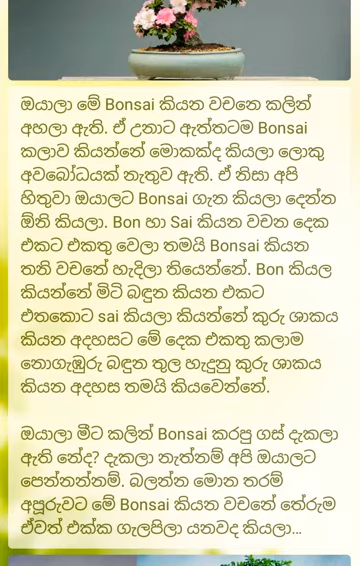 ඔයාලා මේ Bonsai කියන වචනෙ කලින්
අහලා ඇති. ඒ උනාට ඇත්තටම Bonsai
කලාව කියන්නේ මොකක්ද කියලා ලොකු
අවබෝධයක් නැතුව ඇති. ඒ නිසා අපි
හිතුවා ඔයාලට Bonsai ගැන කියලා දෙන්න
ඕනි කියලා. Bon හා Sai කියන වචන දෙක
එකට එකතු වෙලා තමයි Bonsai කියන
තනි වචනේ හැදිලා තියෙන්නේ. Bon කියල
කියන්නේ මිටි බඳුන කියන එකට
එතකොට sai කියලා කියන්නේ කුරු ශාකය
කියන අදහසට මේ දෙක එකතු කලාම
නොගැඹුරු බඳුන තුල හැදුනු කුරු ශාකය
කියන අදහස තමයි කියවෙන්නේ.
ඔයාලා මීට කලින් Bonsai කරපු ගස් දැකලා
ඇති නේද? දැකලා නැත්නම් අපි ඔයාලට
පෙන්නන්නම්. බලන්න මොන තරම්
අපූරුවට මේ Bonsai කියන වචනේ තේරුම
ඒවත් එක්ක ගැලපිලා යනවද කියලා...